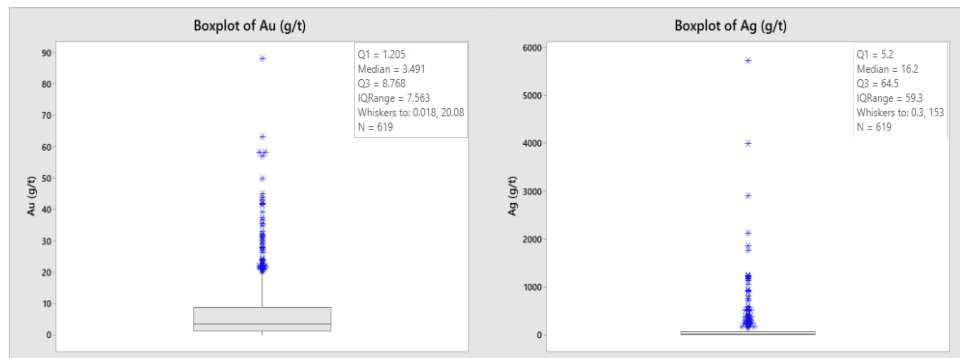 Boxplot of Au (g/t)
Q1 = 1.205
Median = 3.491
Q3 = 8.768
IQRange = 7.563
Whiskers to: 0.018, 20.08
N = 619
90
80
70
60
50
40
30
20
10
0
Au (g/t)
Boxplot of Ag (g/t)
Q1 = 5.2
Median = 16.2
Q3 = 64.5
IQRange = 59.3
Whiskers to: 0.3, 153
N = 619
6000
5000
4000
3000
2000
1000
0
Ag (g/t)